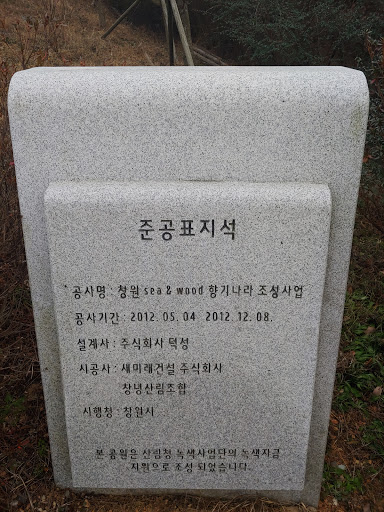 준공표지석
공사명 : 창원 sea & wood 향기나라 조성사업
공사기간 : 2012. 05. 04 2012. 12. 08.
설계사 : 주식회사 덕성
시공사 : 새미래건설 주식회사
창녕산림조합
시행청 : 창원시
본 공원은 산림청 녹색사업단의 녹색자금
지원으로 조성 되었습니다.